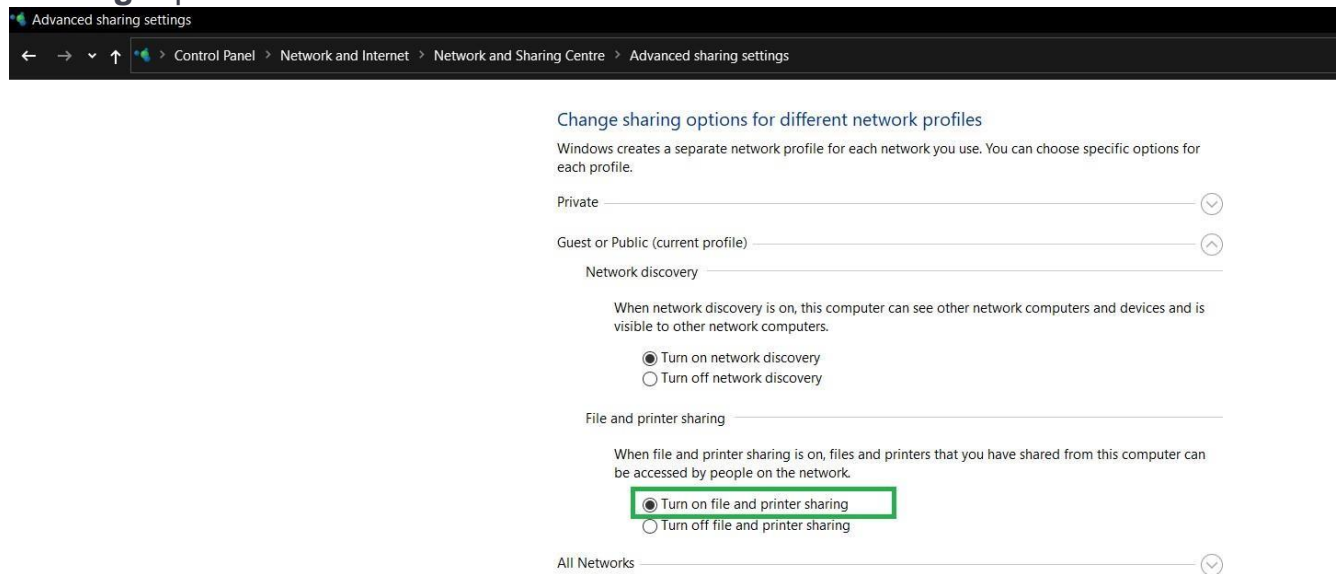 Advanced sharing settings
Control Panel > Network and Internet > Network and Sharing Centre > Advanced sharing settings
Change sharing options for different network profiles
Windows creates a separate network profile for each network you use. You can choose specific options for
each profile.
Private
Guest or Public (current profile)
Network discovery
When network discovery is on, this computer can see other network computers and devices and is
visible to other network computers.
Turn on network discovery
Turn off network discovery
File and printer sharing
When file and printer sharing is on, files and printers that you have shared from this computer can
be accessed by people on the network.
Turn on file and printer sharing
Turn off file and printer sharing
All Networks